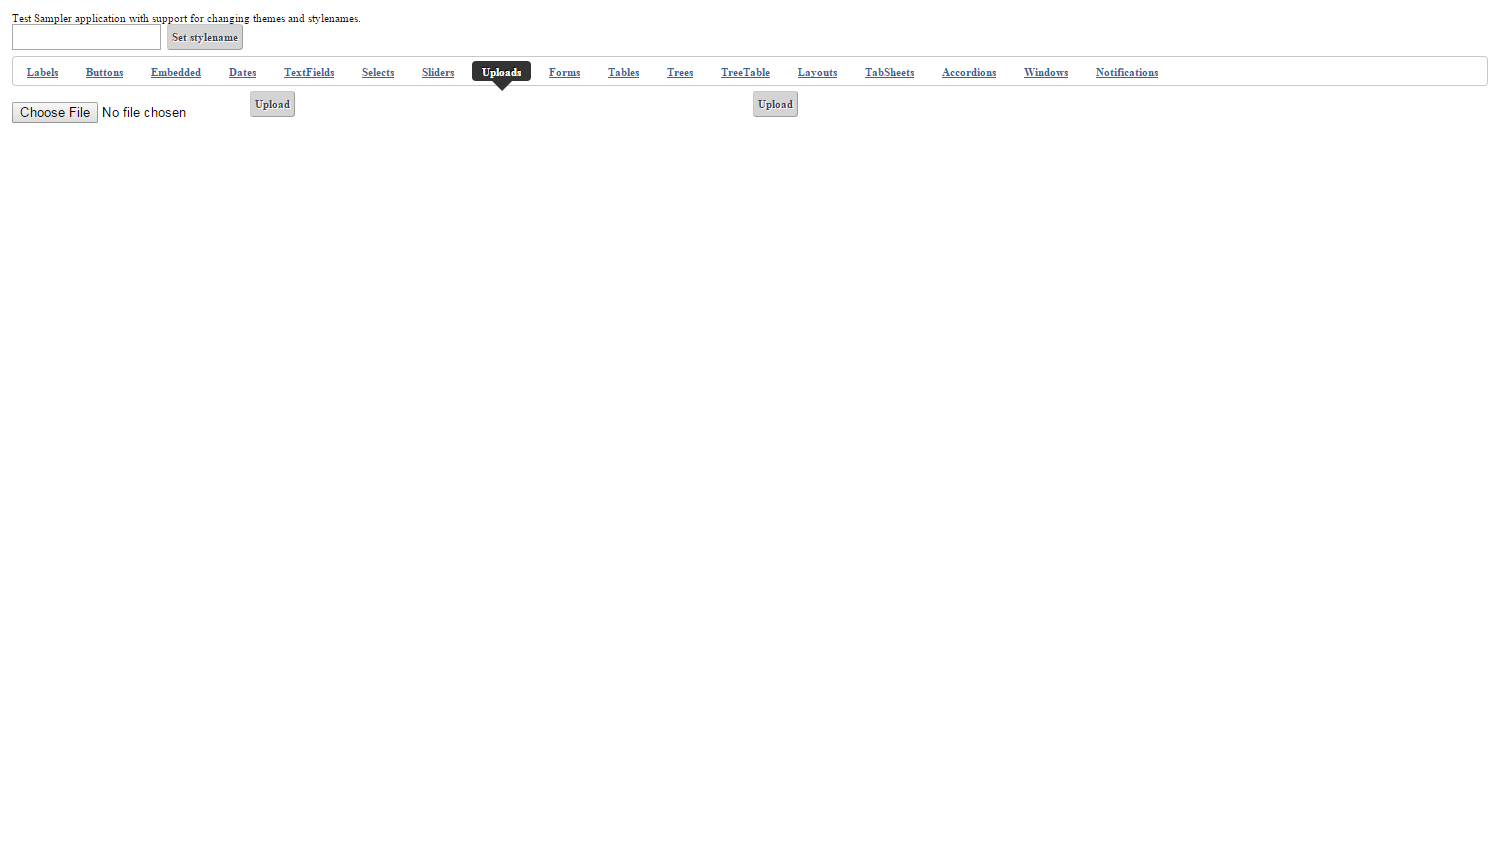 Test Sampler application with support for changing themes and stylenames.
Set stylename
Labels Buttons Embedded Dates TextFields Selects Sliders Uploads Forms Tables Trees TreeTable Layouts TabSheets Accordions Windows Notifications
Choose File No file chosen Upload Upload